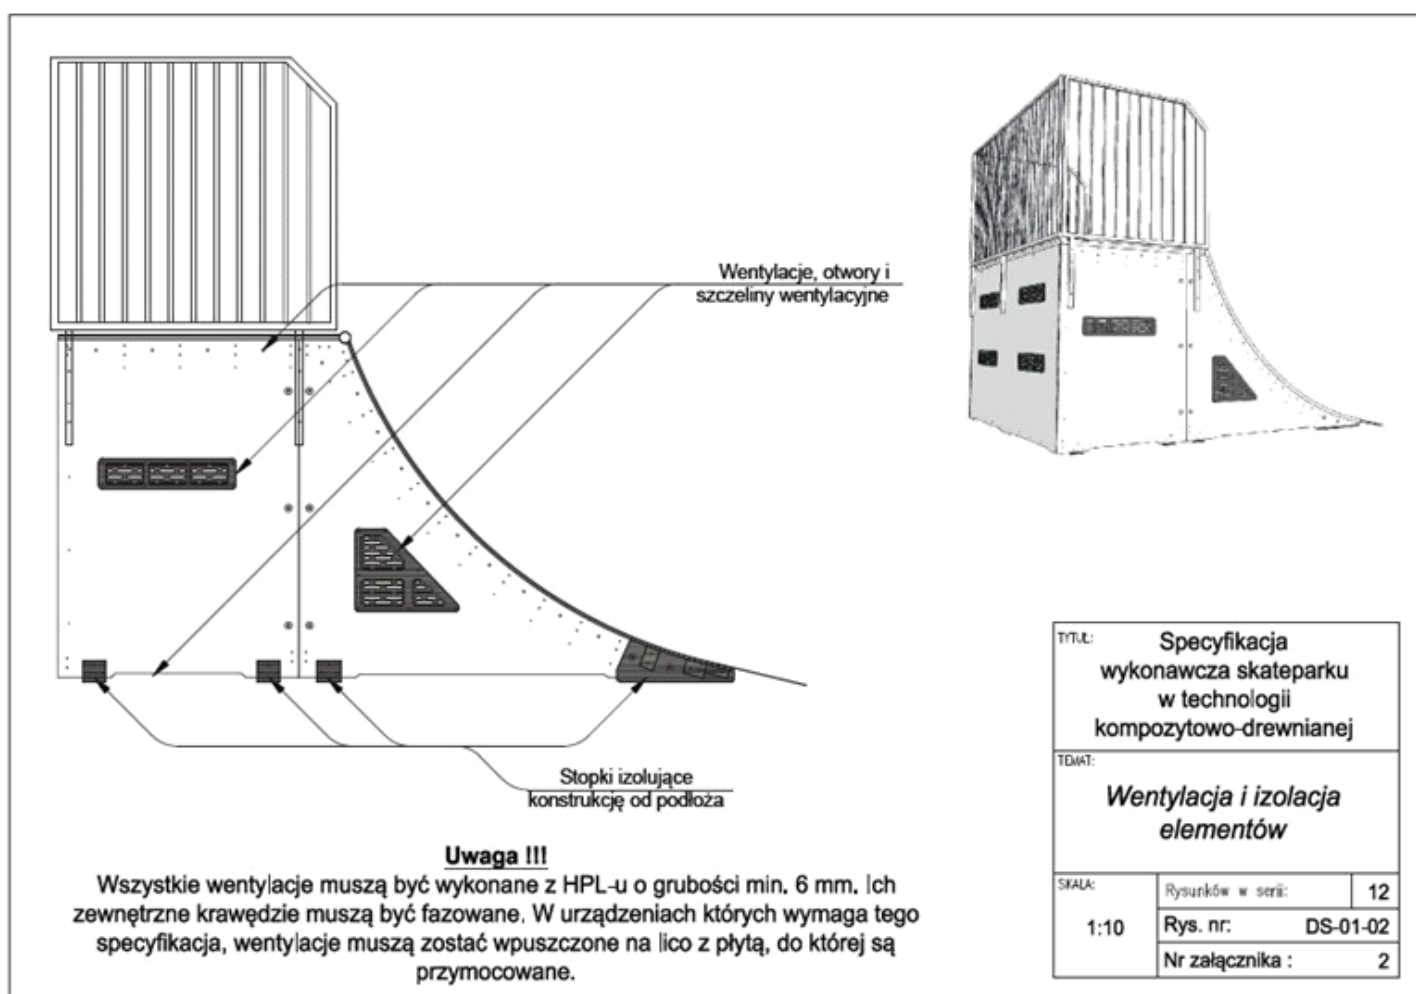 Wentylacje, otwory i
szczeliny wentylacyjne
Stopki izolujące
konstrukcję od podłoża
Uwaga !!!
Wszystkie wentylacje muszą być wykonane z HPL-u o grubości min. 6 mm. Ich
zewnętrzne krawędzie muszą być fazowane. W urządzeniach których wymaga tego
specyfikacja, wentylacje muszą zostać wpuszczone na lico z płytą, do której są
przymocowane.
TYTUŁ:
Specyfikacja
wykonawcza skateparku
w technologii
kompozytowo-drewnianej
TEMAT:
Wentylacja i izolacja
elementów
SKALA:
1:10
Rysunków w serii: 12
Rys. nr: DS-01-02
Nr załącznika : 2